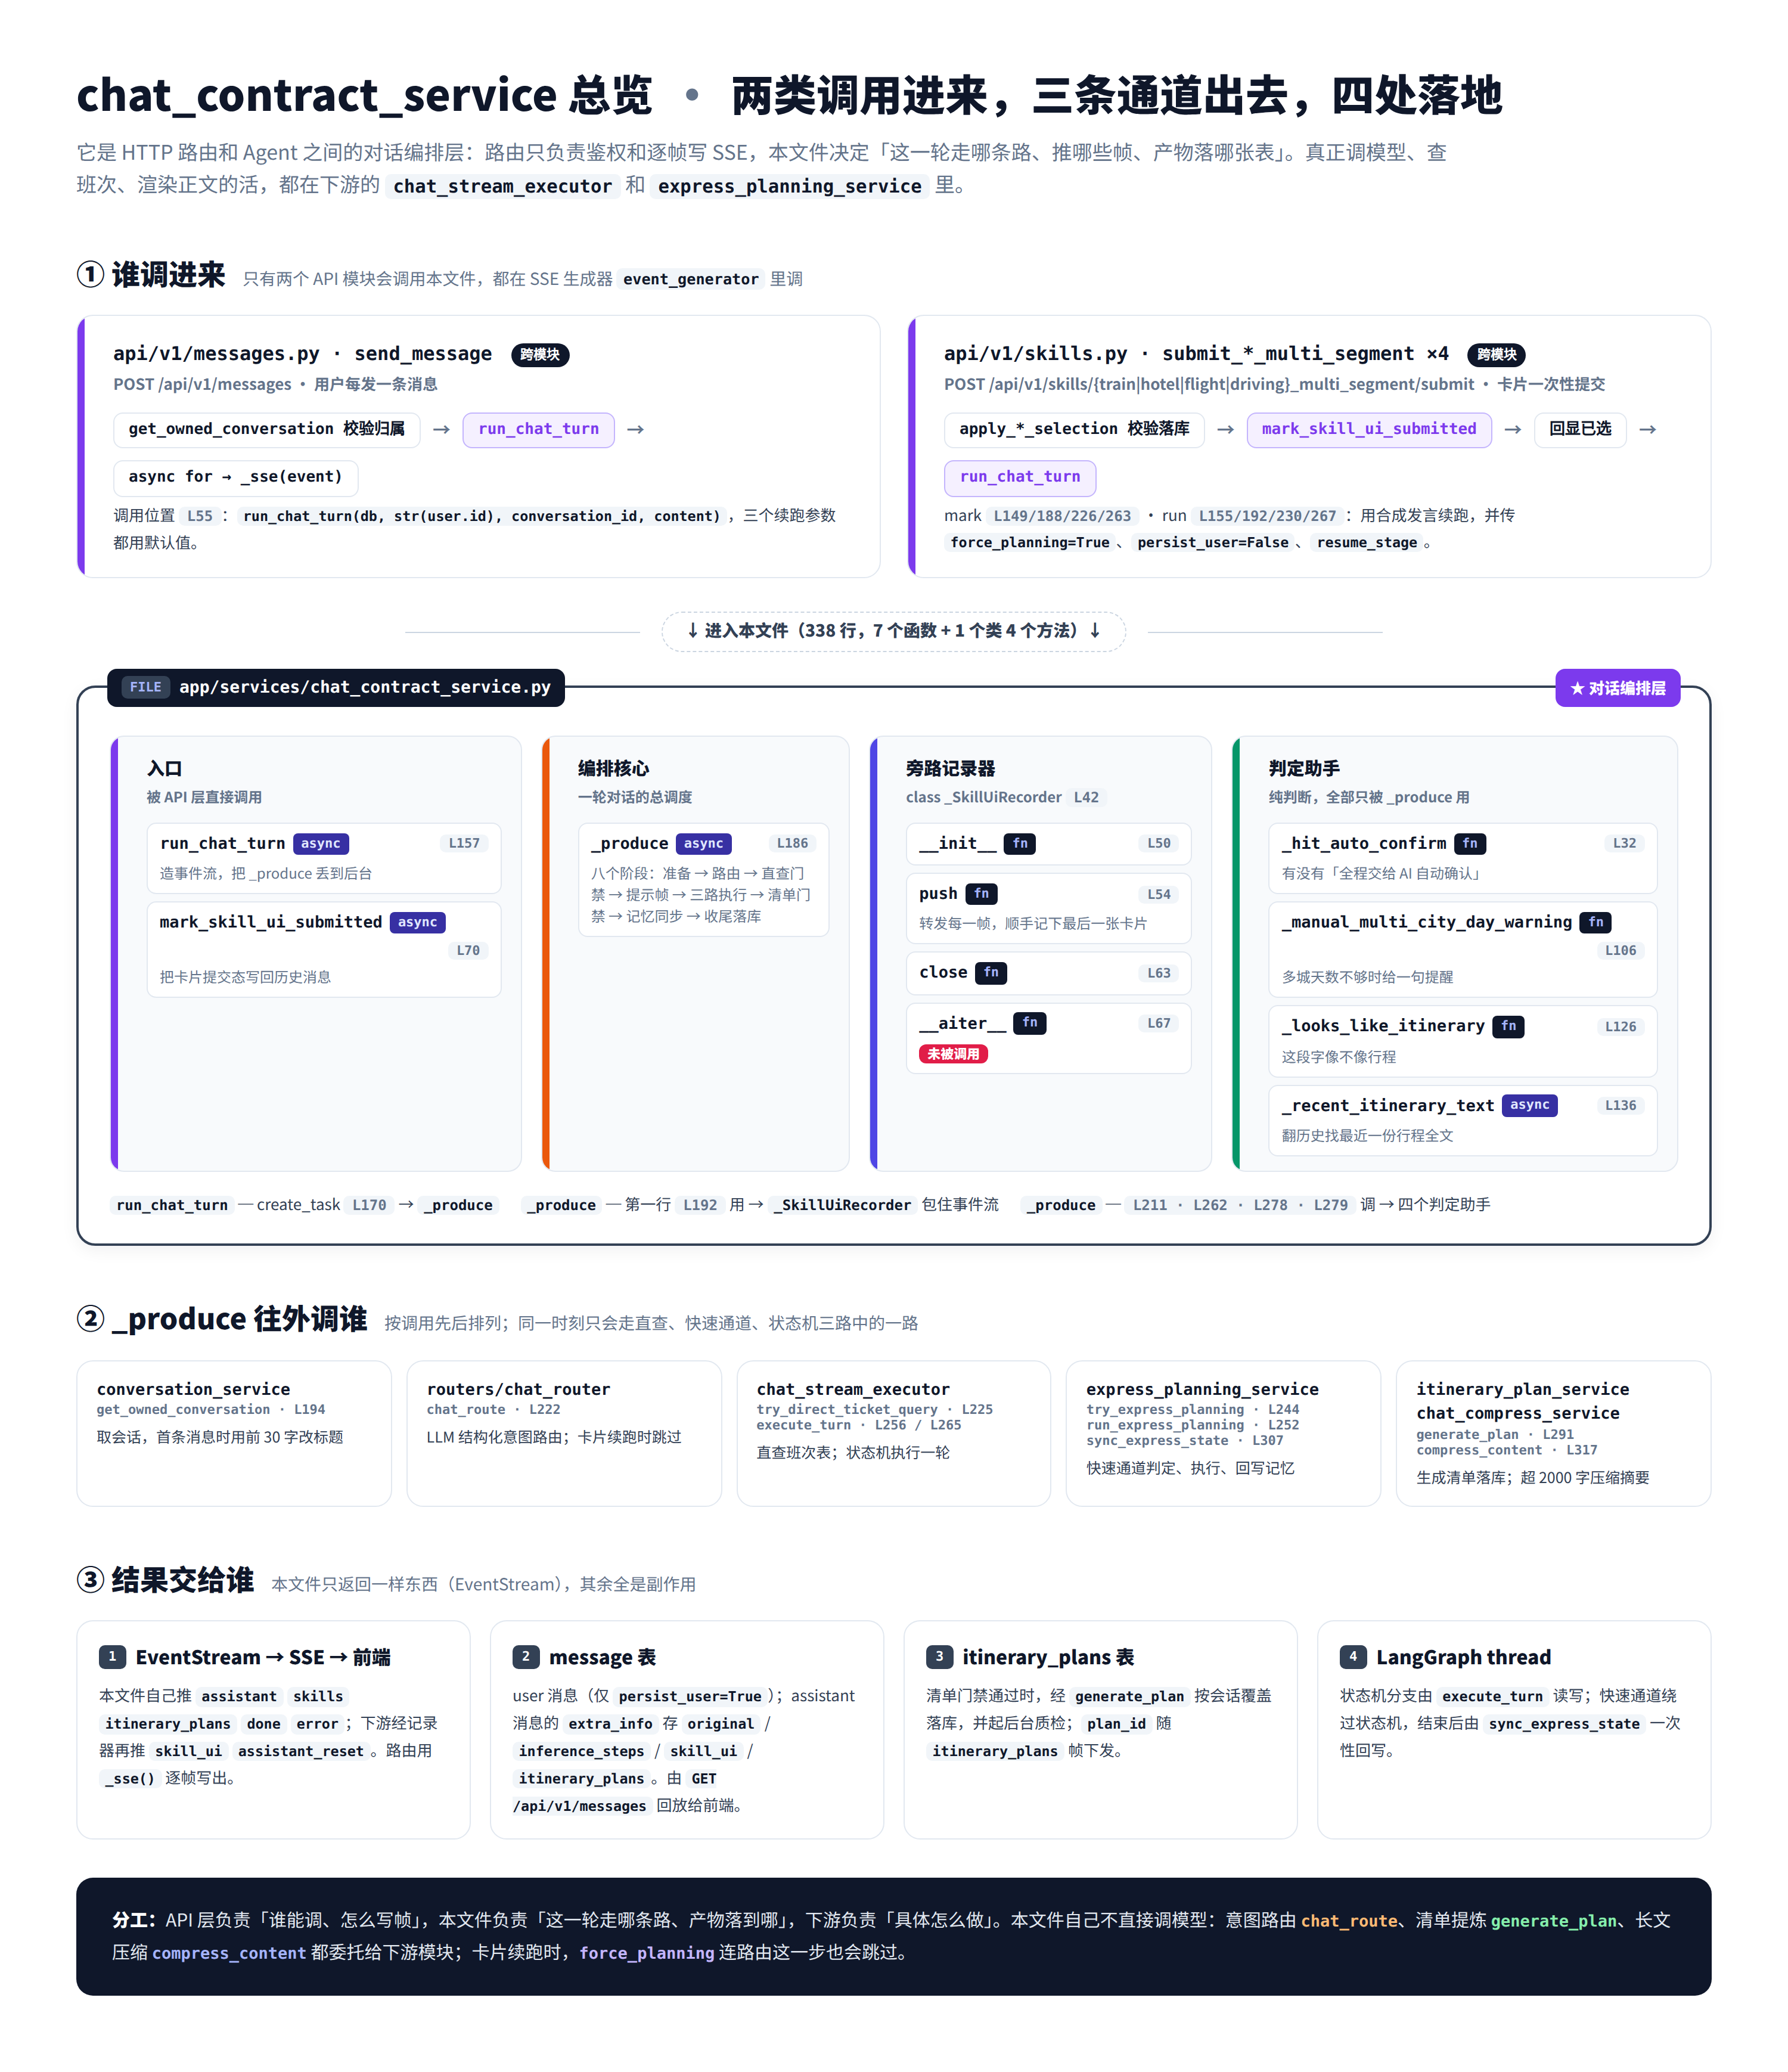 chat_contract_service 总览 • 两类调用进来，三条通道出去，四处落地
它是 HTTP 路由和 Agent 之间的对话编排层：路由只负责鉴权和逐帧写 SSE，本文件决定「这一轮走哪条路、推哪些帧、产物落哪张表」。真正调模型、查
班次、渲染正文的活，都在下游的 chat_stream_executor 和 express_planning_service 里。
① 谁调进来 只有两个 API 模块会调用本文件，都在 SSE 生成器 event_generator 里调
api/v1/messages.py · send_message 跨模块
POST /api/v1/messages • 用户每发一条消息
get_owned_conversation 校验归属 → run_chat_turn →
async for → _sse(event)
调用位置 L55： run_chat_turn(db, str(user.id), conversation_id, content)，三个续跑参数
都用默认值。
api/v1/skills.py · submit_*_multi_segment ×4 跨模块
POST /api/v1/skills/{train|hotel|flight|driving}_multi_segment/submit • 卡片一次性提交
apply_*_selection 校验落库 → mark_skill_ui_submitted → 回显已选 →
run_chat_turn
mark L149/188/226/263 • run L155/192/230/267：用合成发言续跑，并传
force_planning=True、persist_user=False、resume_stage。
↓ 进入本文件（338 行，7 个函数 + 1 个类 4 个方法）↓
FILE app/services/chat_contract_service.py
★ 对话编排层
入口
被 API 层直接调用
run_chat_turn async L157
造事件流，把 _produce 丢到后台
mark_skill_ui_submitted async
L70
把卡片提交态写回历史消息
编排核心
一轮对话的总调度
_produce async L186
八个阶段：准备 → 路由 → 直查门
禁 → 提示帧 → 三路执行 → 清单门
禁 → 记忆同步 → 收尾落库
旁路记录器
class _SkillUiRecorder L42
__init__ fn L50
push fn L54
转发每一帧，顺手记下最后一张卡片
close fn L63
__aiter__ fn L67
未被调用
判定助手
纯判断，全部只被 _produce 用
_hit_auto_confirm fn L32
有没有「全程交给 AI 自动确认」
_manual_multi_city_day_warning fn
L106
多城天数不够时给一句提醒
_looks_like_itinerary fn L126
这段字像不像行程
_recent_itinerary_text async L136
翻历史找最近一份行程全文
run_chat_turn — create_task L170 → _produce _produce — 第一行 L192 用 → _SkillUiRecorder 包住事件流 _produce — L211 · L262 · L278 · L279 调 → 四个判定助手
② _produce 往外调谁 按调用先后排列；同一时刻只会走直查、快速通道、状态机三路中的一路
conversation_service
get_owned_conversation · L194
取会话，首条消息时用前 30 字改标题
routers/chat_router
chat_route · L222
LLM 结构化意图路由；卡片续跑时跳过
chat_stream_executor
try_direct_ticket_query · L225
execute_turn · L256 / L265
直查班次表；状态机执行一轮
express_planning_service
try_express_planning · L244
run_express_planning · L252
sync_express_state · L307
快速通道判定、执行、回写记忆
itinerary_plan_service
chat_compress_service
generate_plan · L291
compress_content · L317
生成清单落库；超 2000 字压缩摘要
③ 结果交给谁 本文件只返回一样东西（EventStream），其余全是副作用
1 EventStream → SSE → 前端
本文件自己推 assistant skills
itinerary_plans done error；下游经记录
器再推 skill_ui assistant_reset。路由用
_sse() 逐帧写出。
2 message 表
user 消息（仅 persist_user=True）；assistant
消息的 extra_info 存 original /
inference_steps / skill_ui /
itinerary_plans。由 GET
/api/v1/messages 回放给前端。
3 itinerary_plans 表
清单门禁通过时，经 generate_plan 按会话覆盖
落库，并起后台质检；plan_id 随
itinerary_plans 帧下发。
4 LangGraph thread
状态机分支由 execute_turn 读写；快速通道绕
过状态机，结束后由 sync_express_state 一次
性回写。
分工：API 层负责「谁能调、怎么写帧」，本文件负责「这一轮走哪条路、产物落到哪」，下游负责「具体怎么做」。本文件自己不直接调模型：意图路由 chat_route、清单提炼 generate_plan、长文
压缩 compress_content 都委托给下游模块；卡片续跑时，force_planning 连路由这一步也会跳过。